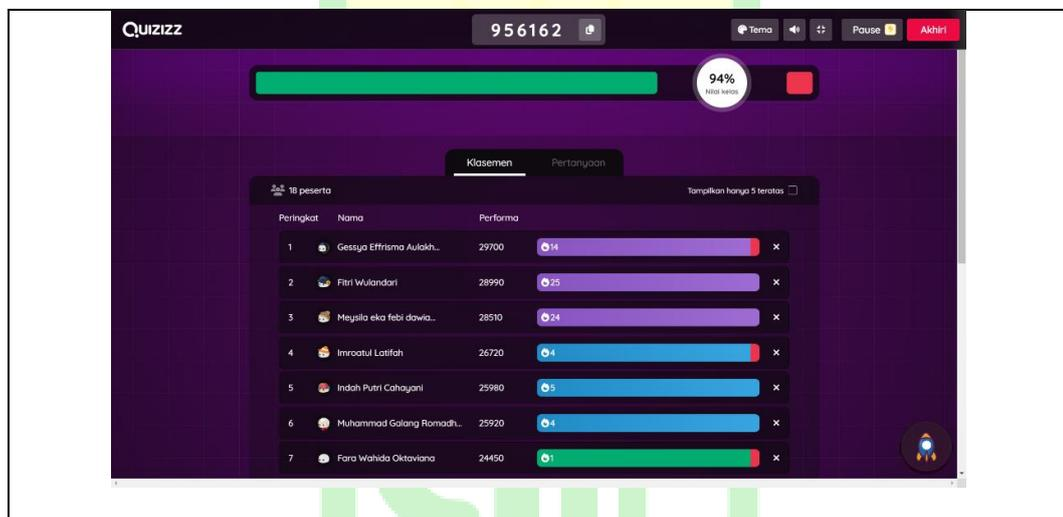 QUIZIZZ
956162
Tema
Pause
Akhiri
94%
Nilai kelas
Klasemen
Pertanyaan
18 peserta
Tampilkan hanya 5 teratas
Peringkat Nama Performa
1 Gessya Effrisma Aulakh... 29700 14
2 Fitri Wulandari 28990 25
3 Meysila eka febi dawia... 28510 24
4 Imroatul Latifah 26720 4
5 Indah Putri Cahayani 25980 5
6 Muhammad Galang Romadh... 25920 4
7 Fara Wahida Oktaviana 24450 1